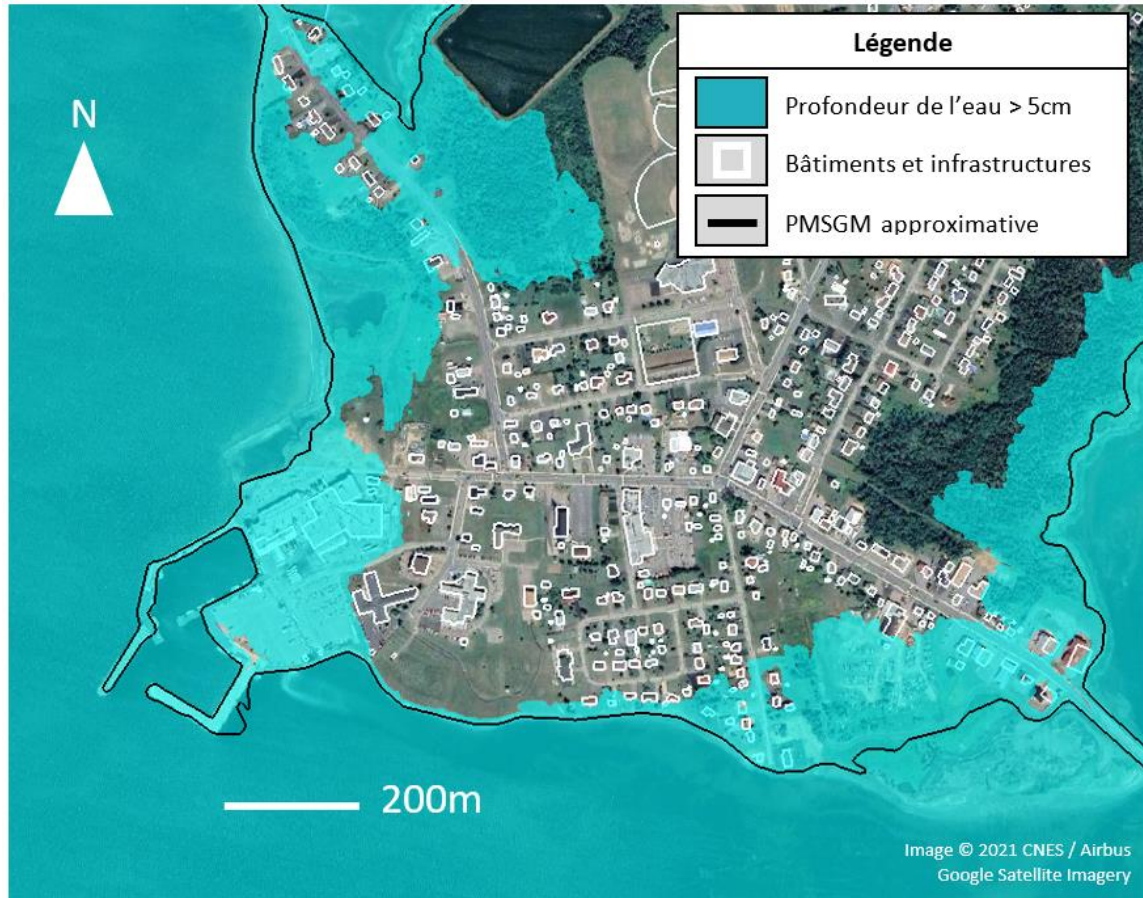 Légende
Profondeur de l'eau > 5cm
Bâtiments et infrastructures
PMSGM approximative
N
200m
Image © 2021 CNES / Airbus
Google Satellite Imagery